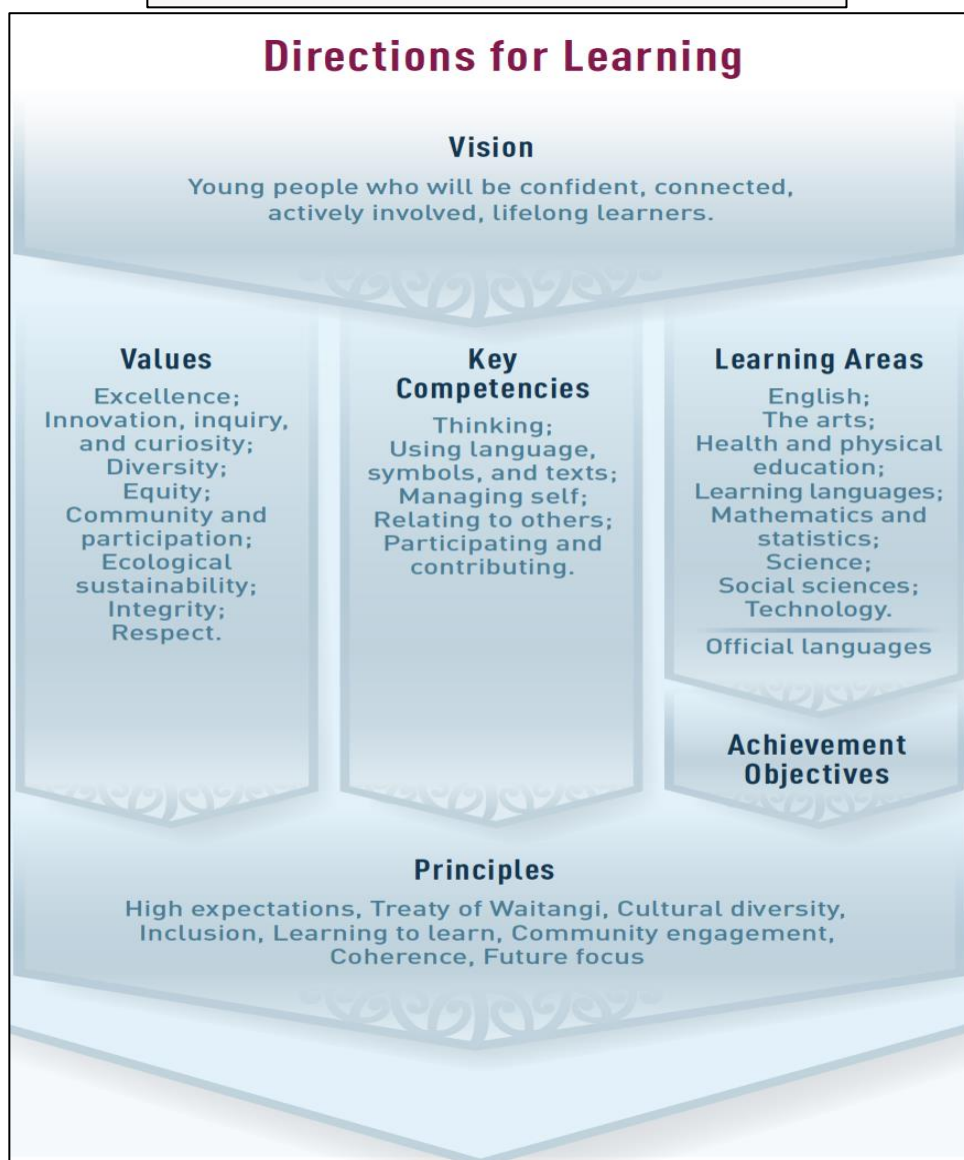 Directions for Learning
Vision
Young people who will be confident, connected,
actively involved, lifelong learners.
Values
Excellence;
Innovation, inquiry,
and curiosity;
Diversity;
Equity;
Community and
participation;
Ecological
sustainability;
Integrity;
Respect.
Key
Competencies
Thinking;
Using language,
symbols, and texts;
Managing self;
Relating to others;
Participating and
contributing.
Learning Areas
English;
The arts;
Health and physical
education;
Learning languages;
Mathematics and
statistics;
Science;
Social sciences;
Technology.
Official languages
Achievement
Objectives
Principles
High expectations, Treaty of Waitangi, Cultural diversity,
Inclusion, Learning to learn, Community engagement,
Coherence, Future focus